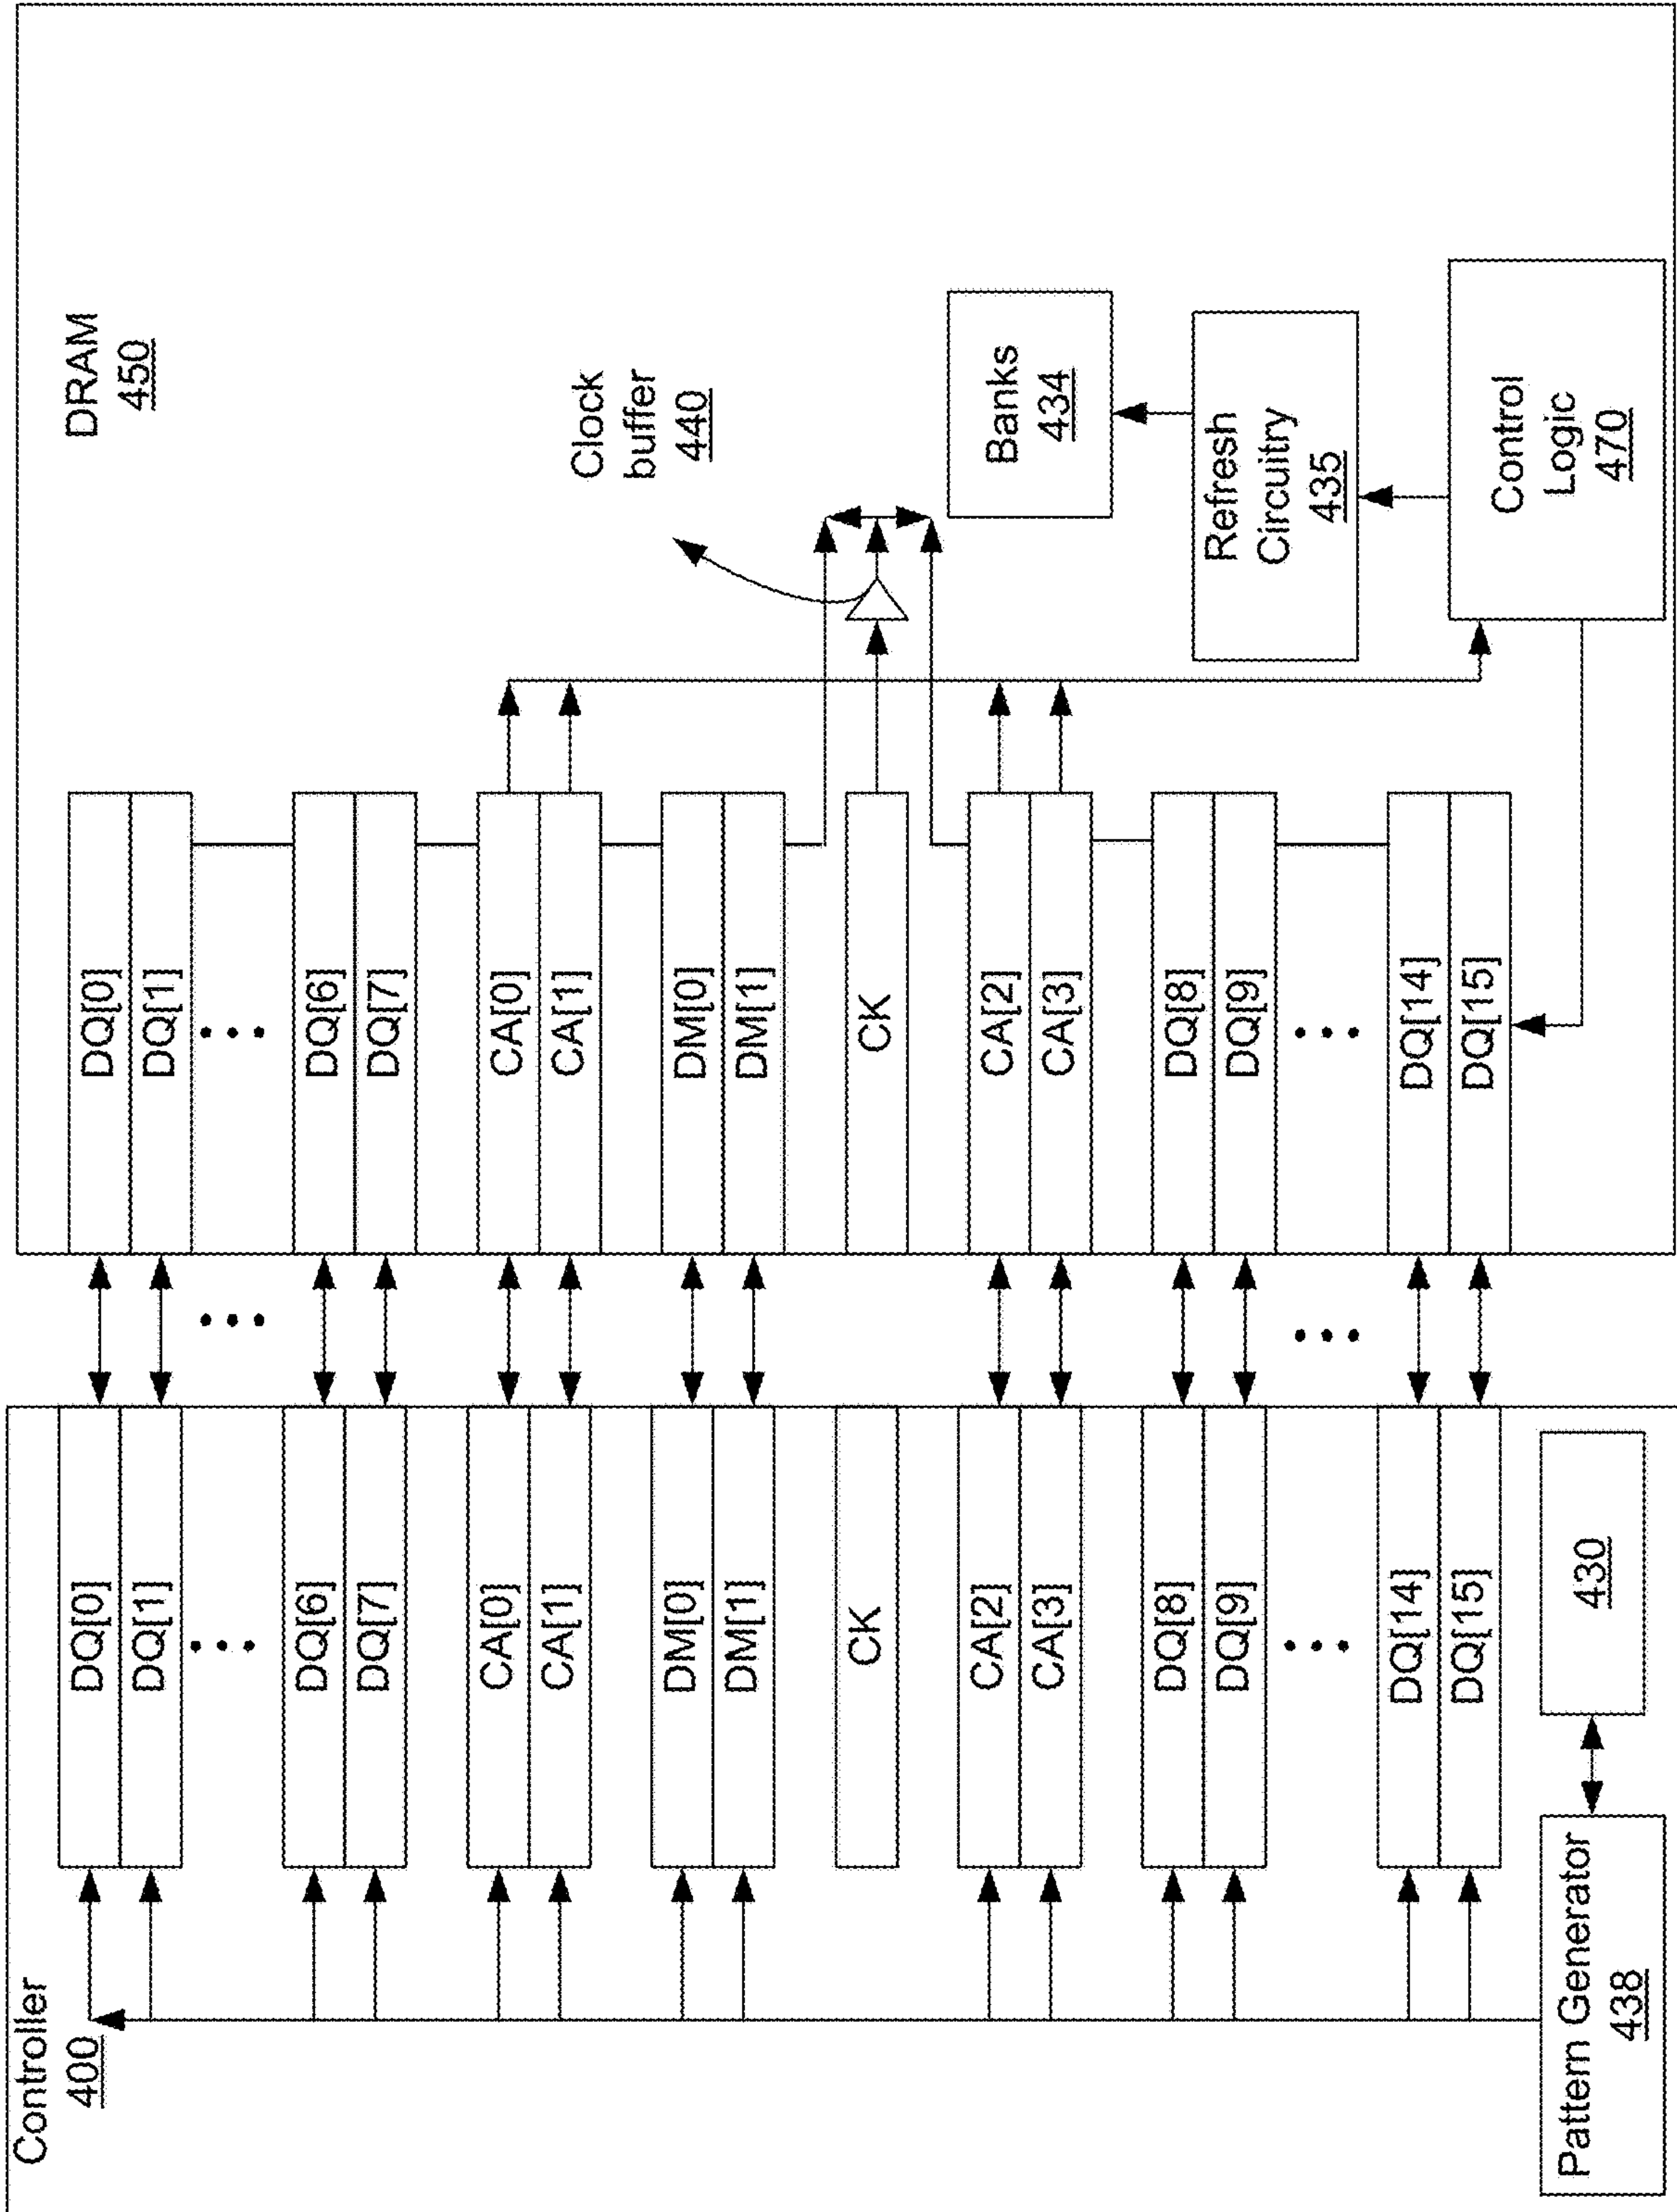 Controller
400
DQ[0]
DQ[1]
DQ[6]
DQ[7]
CA[0]
CA[1]
DM[0]
DM[1]
CK
CA[2]
CA[3]
DQ[8]
DQ[9]
DQ[14]
DQ[15]
Pattern Generator
438
430
DQ[0]
DQ[1]
DQ[6]
DQ[7]
CA[0]
CA[1]
DM[0]
DM[1]
CK
CA[2]
CA[3]
DQ[8]
DQ[9]
DQ[14]
DQ[15]
DRAM
450
Clock
buffer
440
Banks
434
Refresh
Circuitry
435
Control
Logic
470